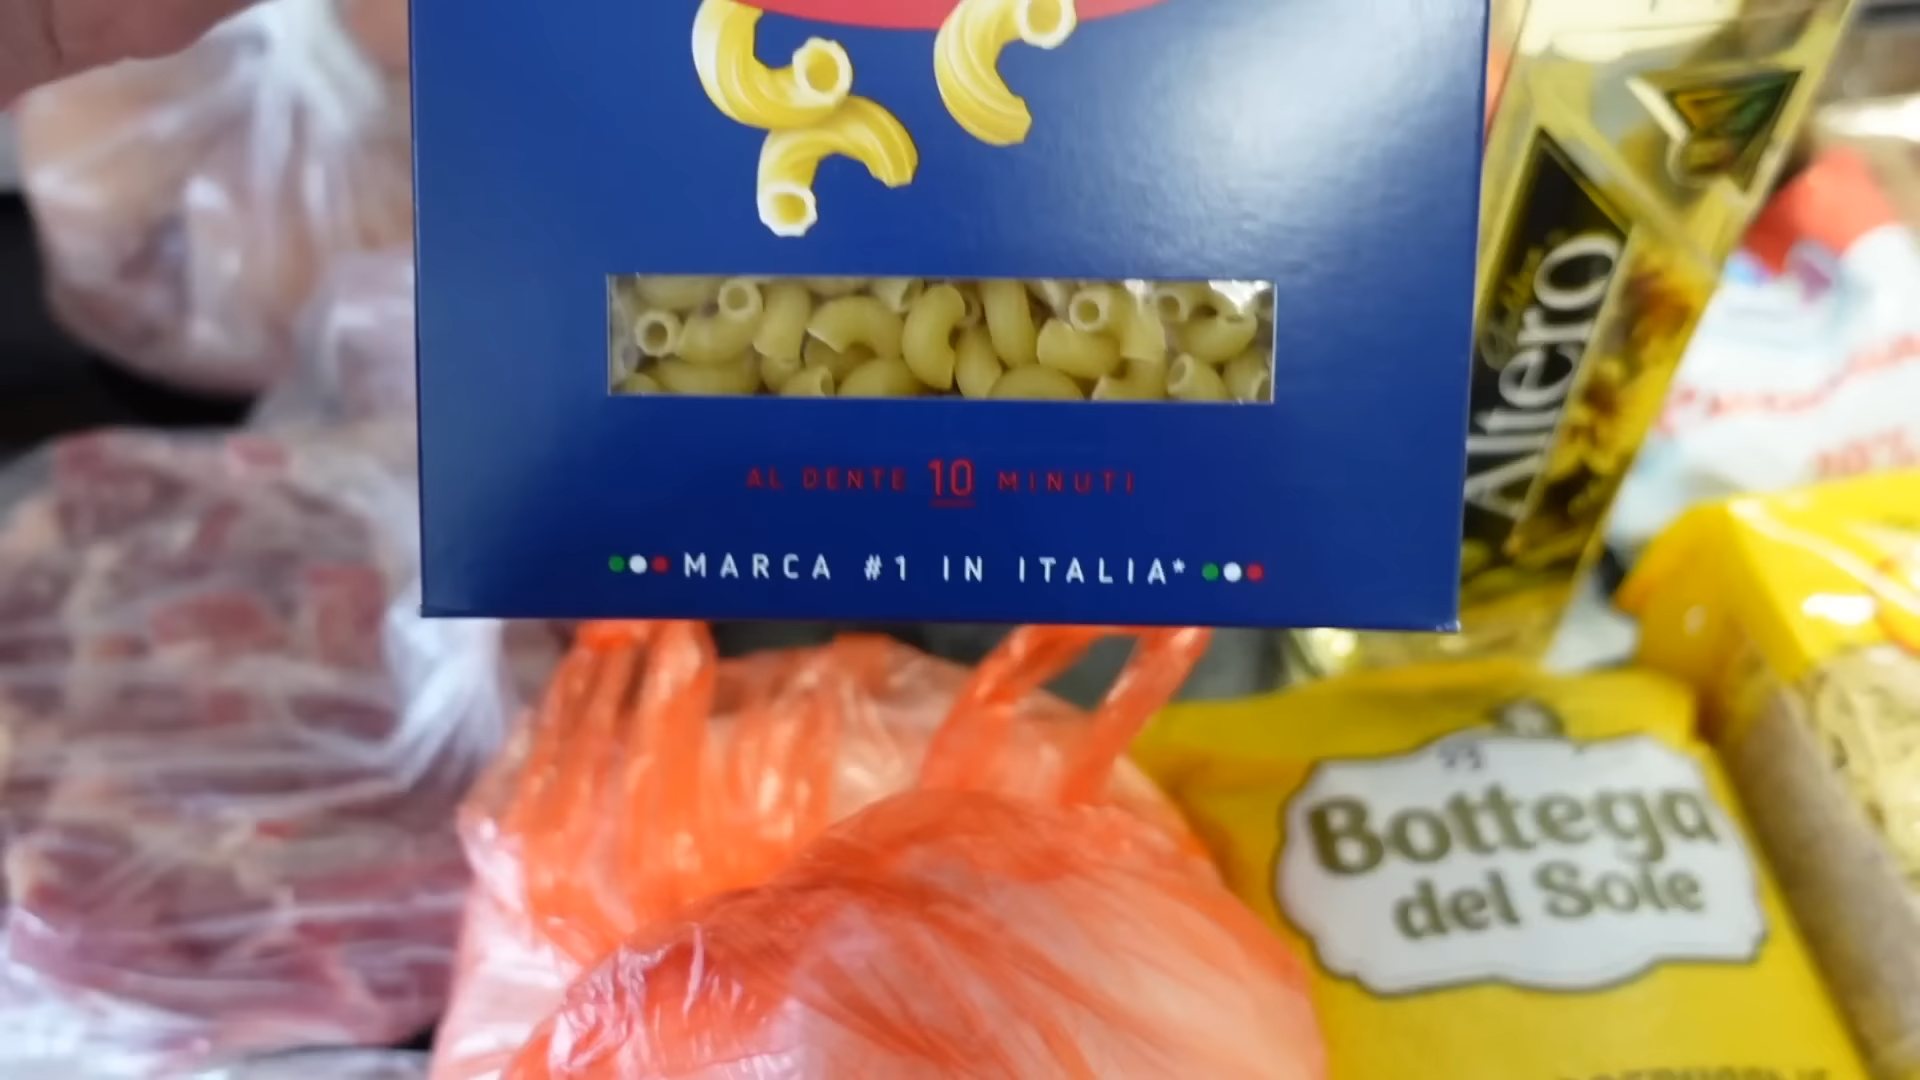 AL DENTE 10 MINUTI
MARCA #1 IN ITALIA*
Altero
Bottega
del Sole